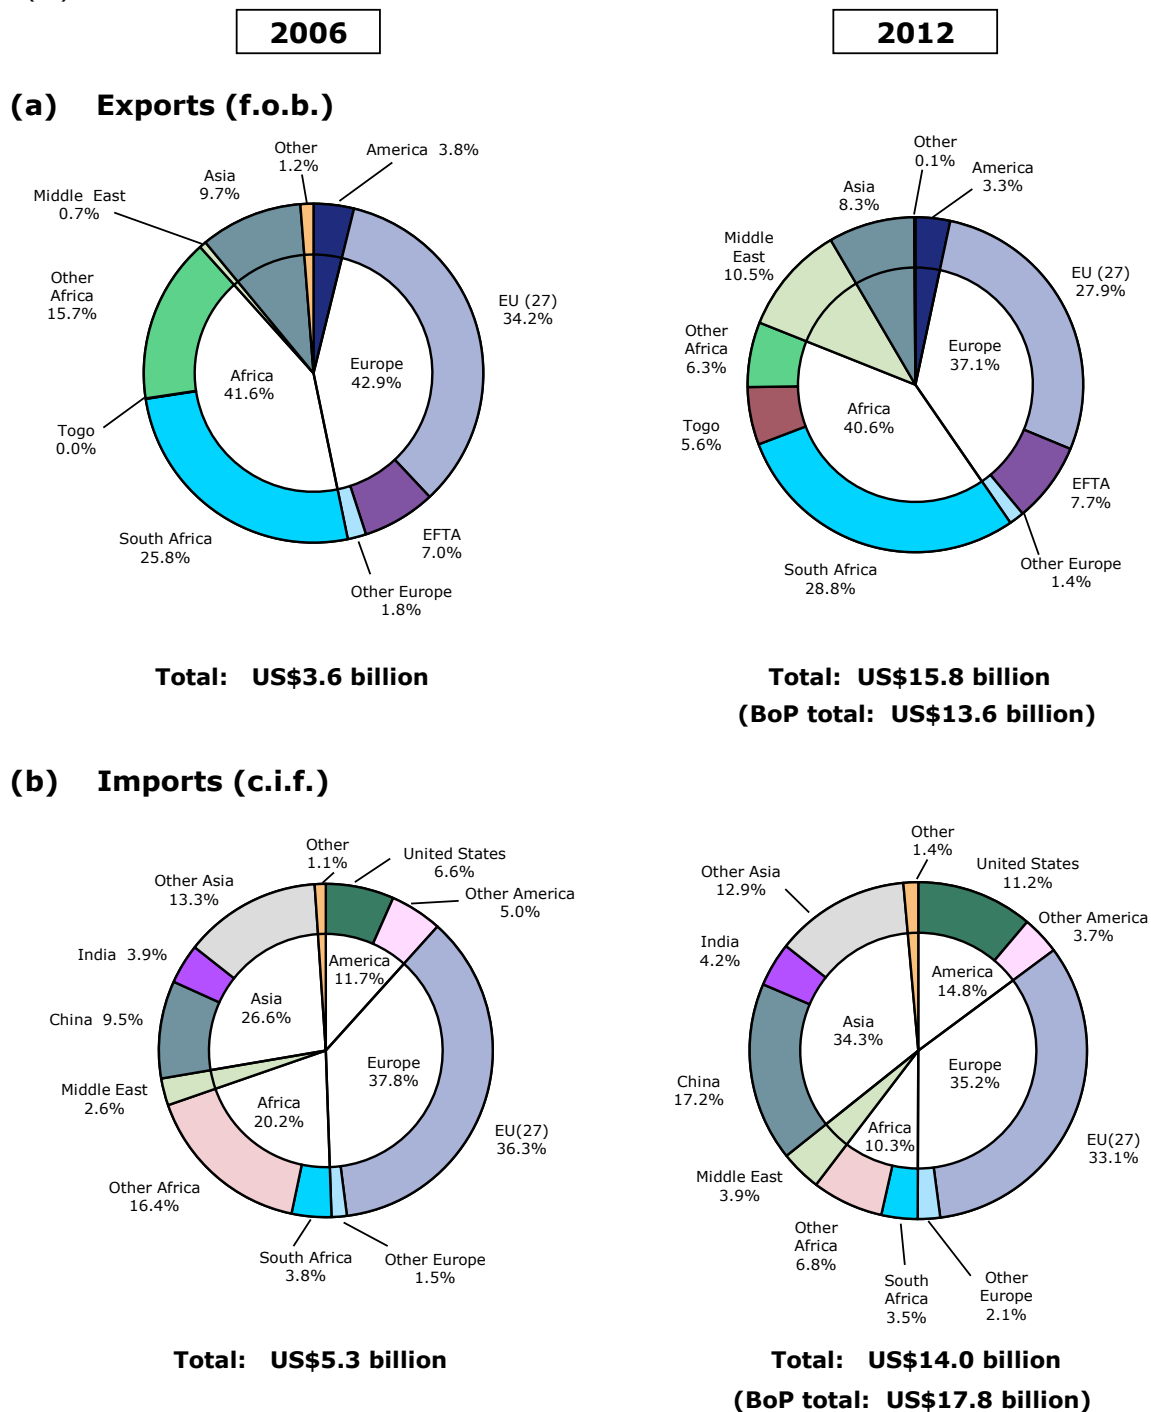 2006
2012
(a) Exports (f.o.b.)
Other
1.2%
America 3.8%
Asia
9.7%
Middle East
0.7%
Other
Africa
15.7%
EU (27)
34.2%
Europe
42.9%
Africa
41.6%
Togo
0.0%
South Africa
25.8%
EFTA
7.0%
Other Europe
1.8%
Total: US$3.6 billion
Other
0.1%
America
3.3%
Asia
8.3%
Middle
East
10.5%
EU (27)
27.9%
Other
Africa
6.3%
Europe
37.1%
Africa
40.6%
Togo
5.6%
EFTA
7.7%
South Africa
28.8%
Other Europe
1.4%
Total: US$15.8 billion
(BoP total: US$13.6 billion)
(b) Imports (c.i.f.)
Other
1.1%
United States
6.6%
Other Asia
13.3%
Other America
5.0%
India 3.9%
America
11.7%
Asia
26.6%
China 9.5%
Europe
37.8%
Middle East
2.6%
Africa
20.2%
EU(27)
36.3%
Other Africa
16.4%
South Africa
3.8%
Other Europe
1.5%
Total: US$5.3 billion
Other
1.4%
United States
11.2%
Other Asia
12.9%
Other America
3.7%
India
4.2%
America
14.8%
Asia
34.3%
Europe
35.2%
China
17.2%
Africa
10.3%
EU(27)
33.1%
Middle East
3.9%
Other
Africa
6.8%
South
Africa
3.5%
Other
Europe
2.1%
Total: US$14.0 billion
(BoP total: US$17.8 billion)